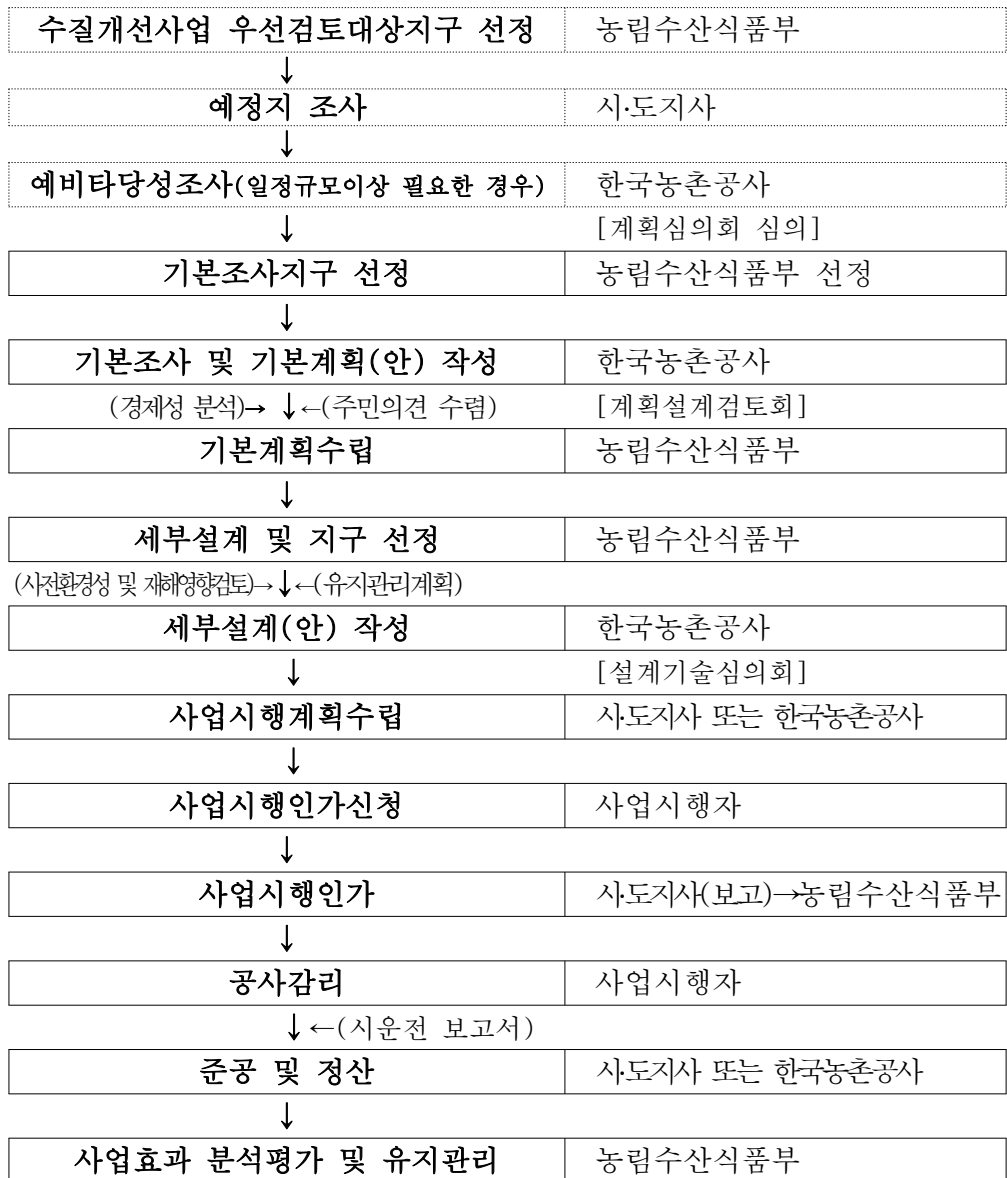 수질개선사업 우선검토대상지구 선정 농림수산식품부
↓
예정지 조사 시·도지사
↓
예비타당성조사(일정규모이상 필요한 경우) 한국농촌공사
↓ [계획심의회 심의]
기본조사지구 선정 농림수산식품부 선정
↓
기본조사 및 기본계획(안) 작성 한국농촌공사
(경제성 분석)→ ↓←(주민의견 수렴) [계획설계검토회]
기본계획수립 농림수산식품부
↓
세부설계 및 지구 선정 농림수산식품부
(사전환경성 및 재해영향검토)→↓←(유지관리계획)
세부설계(안) 작성 한국농촌공사
↓ [설계기술심의회]
사업시행계획수립 시·도지사 또는 한국농촌공사
↓
사업시행인가신청 사업시행자
↓
사업시행인가 시·도지사(보고)→농림수산식품부
↓
공사감리 사업시행자
↓←(시운전 보고서)
준공 및 정산 시·도지사 또는 한국농촌공사
↓
사업효과 분석평가 및 유지관리 농림수산식품부